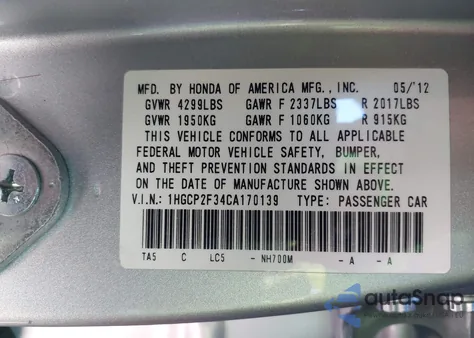 MFD. BY HONDA OF AMERICA MFG., INC. 05/'12
GVWR 4299LBS GAWR F 2337LBS R 2017LBS
GVWR 1950KG GAWR F 1060KG R 915KG
THIS VEHICLE CONFORMS TO ALL APPLICABLE
FEDERAL MOTOR VEHICLE SAFETY, BUMPER,
AND THEFT PREVENTION STANDARDS IN EFFECT
ON THE DATE OF MANUFACTURE SHOWN ABOVE.
V.I.N.: 1HGCP2F34CA170139 TYPE: PASSENGER CAR
TA5 C LC5 - NH700M - A - A
autoSnap